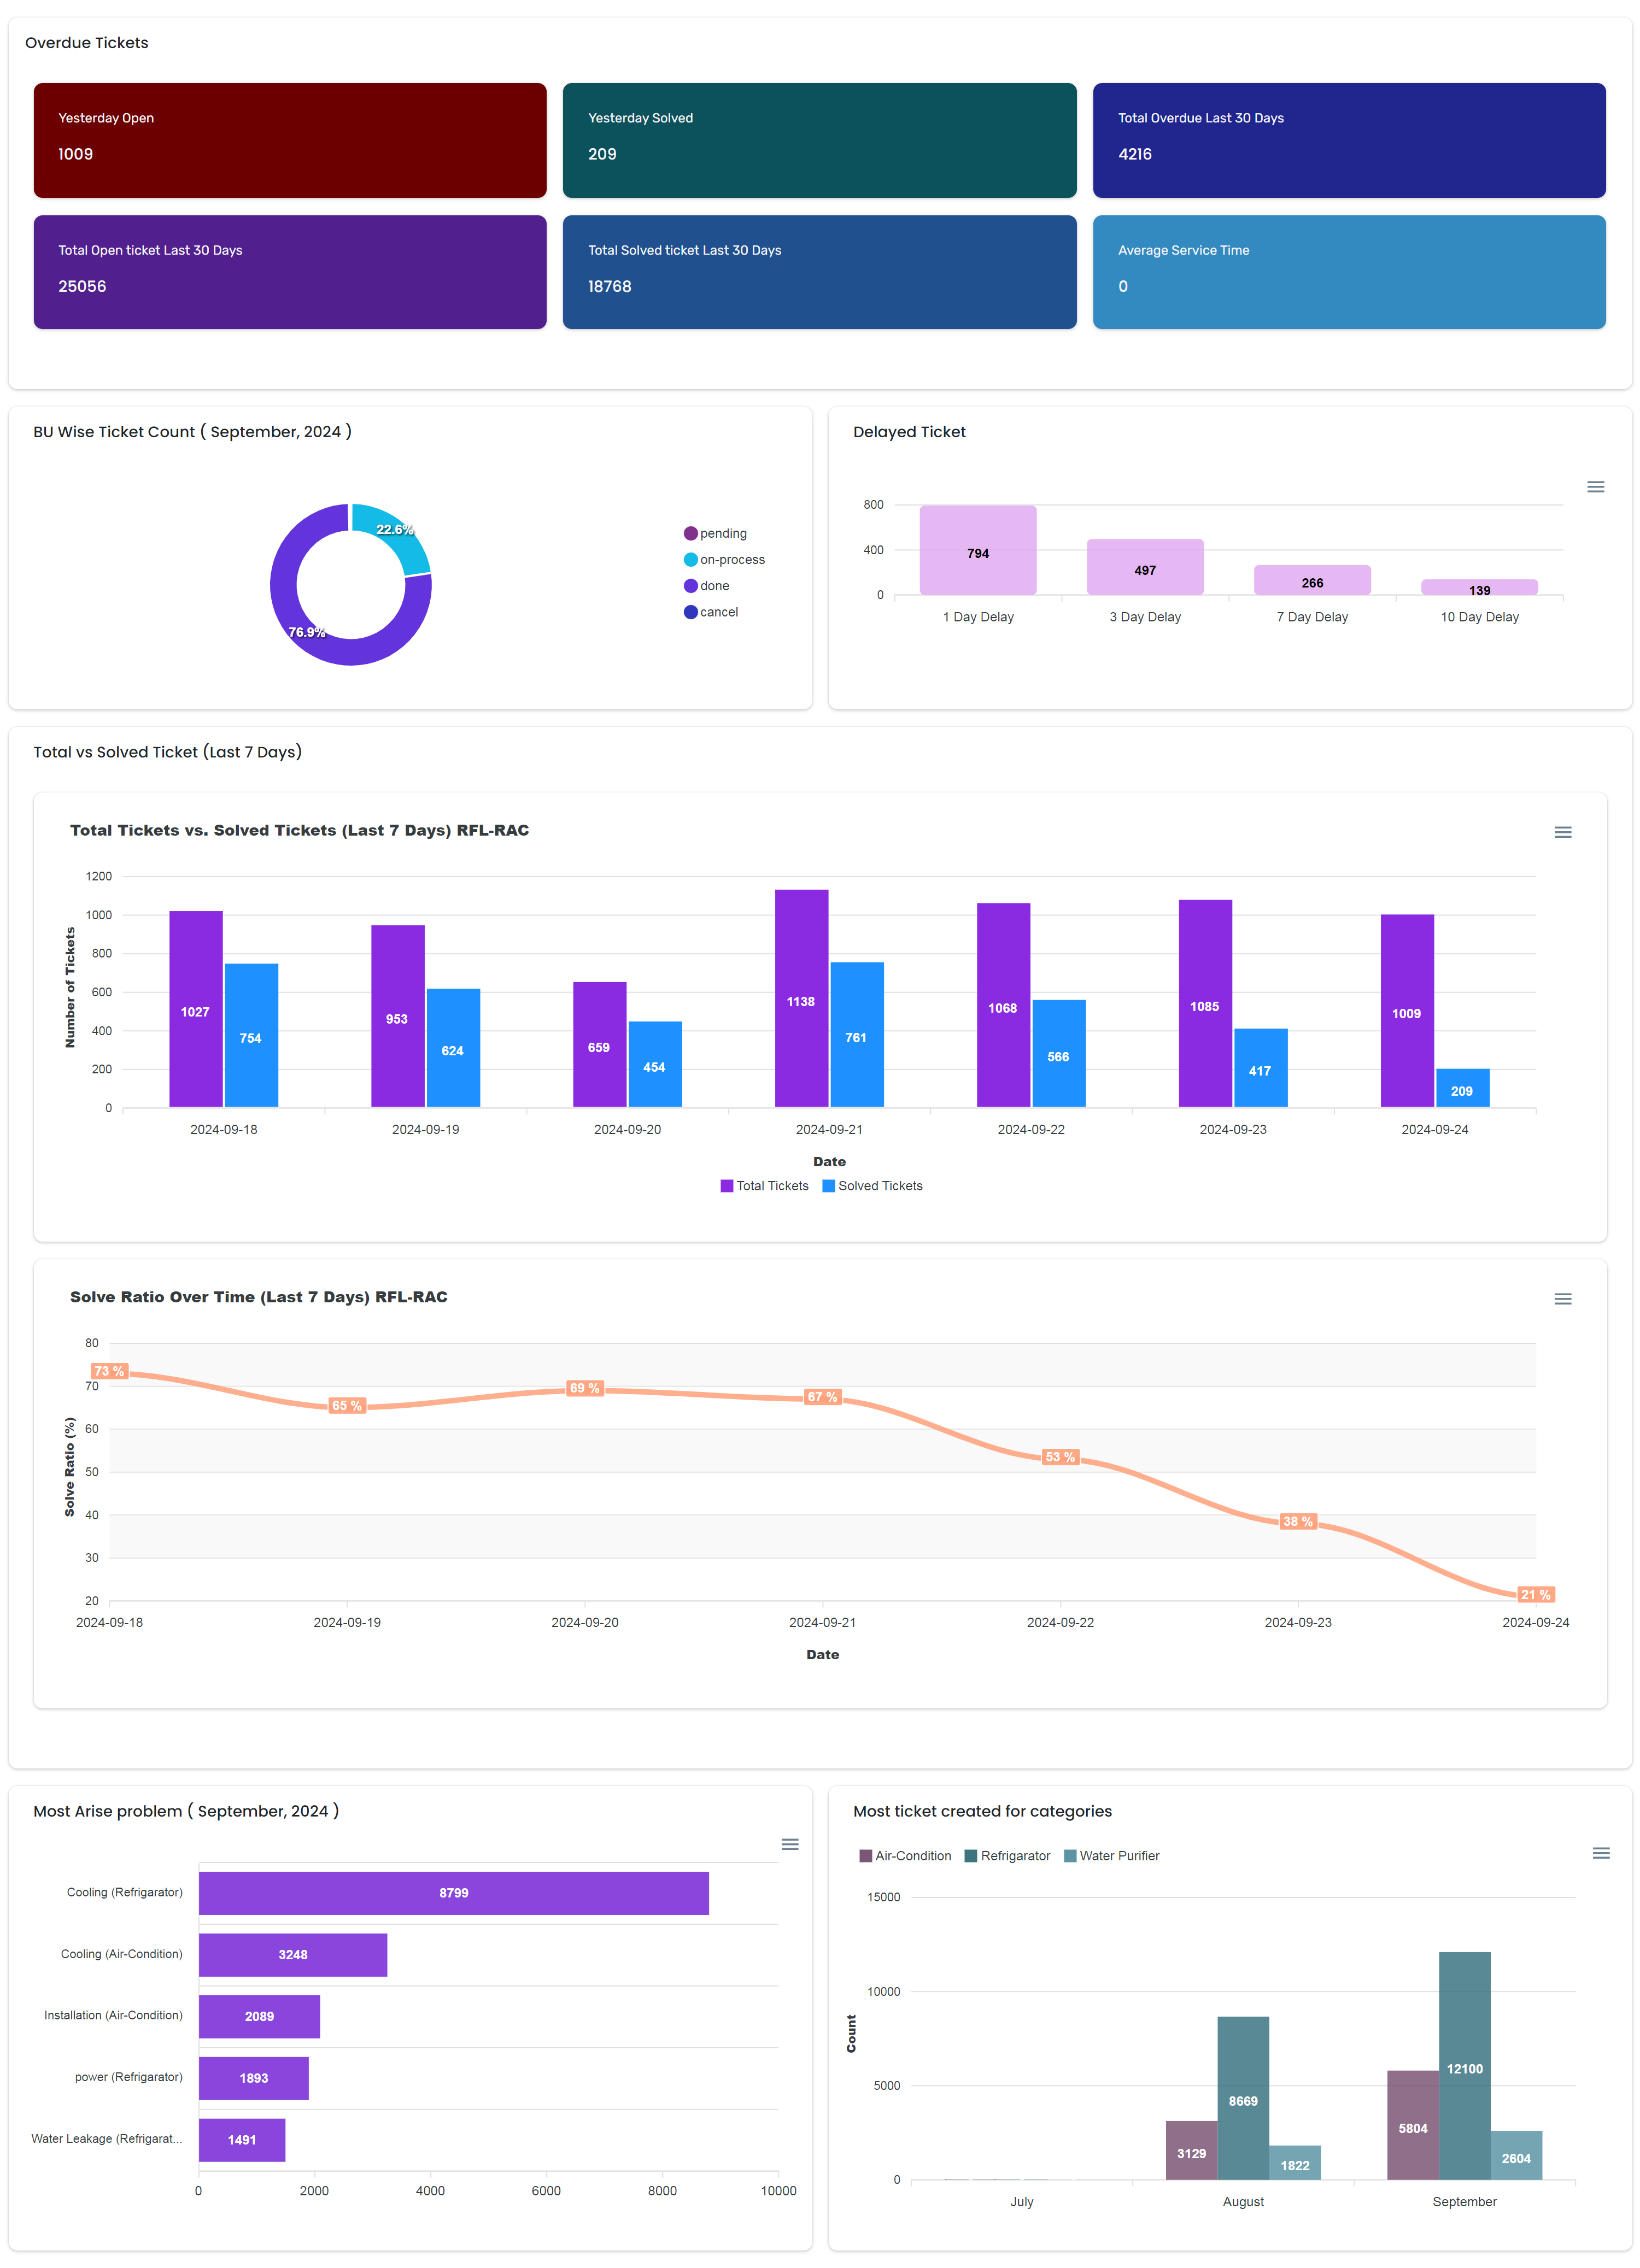 Overdue Tickets
Yesterday Open
1009
Yesterday Solved
209
Total Overdue Last 30 Days
4216
Total Open ticket Last 30 Days
25056
Total Solved ticket Last 30 Days
18768
Average Service Time
0
BU Wise Ticket Count ( September, 2024 )
22.6%
76.9%
pending
on-process
done
cancel
Delayed Ticket
800
400
0
794
497
266
139
1 Day Delay
3 Day Delay
7 Day Delay
10 Day Delay
Total vs Solved Ticket (Last 7 Days)
Total Tickets vs. Solved Tickets (Last 7 Days) RFL-RAC
Number of Tickets
1200
1000
800
600
400
200
0
1027
754
953
624
659
454
1138
761
1068
566
1085
417
1009
209
2024-09-18
2024-09-19
2024-09-20
2024-09-21
2024-09-22
2024-09-23
2024-09-24
Date
Total Tickets
Solved Tickets
Solve Ratio Over Time (Last 7 Days) RFL-RAC
Solve Ratio (%)
80
70
60
50
40
30
20
73 %
65 %
69 %
67 %
53 %
38 %
21 %
2024-09-18
2024-09-19
2024-09-20
2024-09-21
2024-09-22
2024-09-23
2024-09-24
Date
Most Arise problem ( September, 2024 )
Cooling (Refrigarator)
8799
Cooling (Air-Condition)
3248
Installation (Air-Condition)
2089
power (Refrigarator)
1893
Water Leakage (Refrigarat...
1491
0
2000
4000
6000
8000
10000
Most ticket created for categories
Air-Condition
Refrigarator
Water Purifier
Count
15000
10000
5000
0
3129
8669
1822
5804
12100
2604
July
August
September